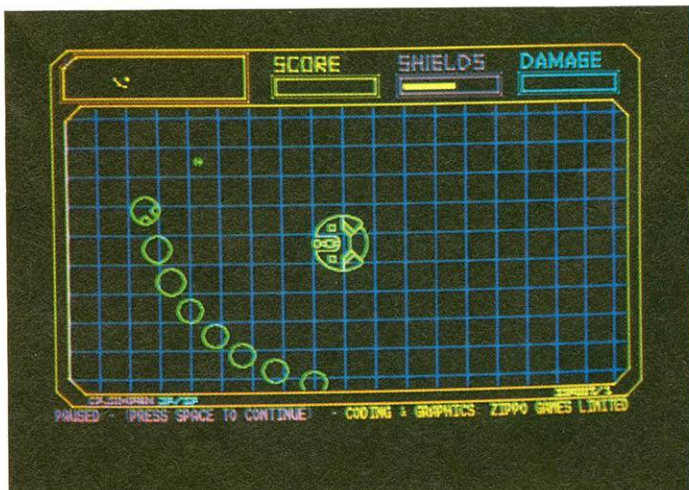 SCORE SHIELDS DAMAGE
PAUSED - (PRESS SPACE TO CONTINUE) - CODING & GRAPHICS: ZIPPO GAMES LIMITED